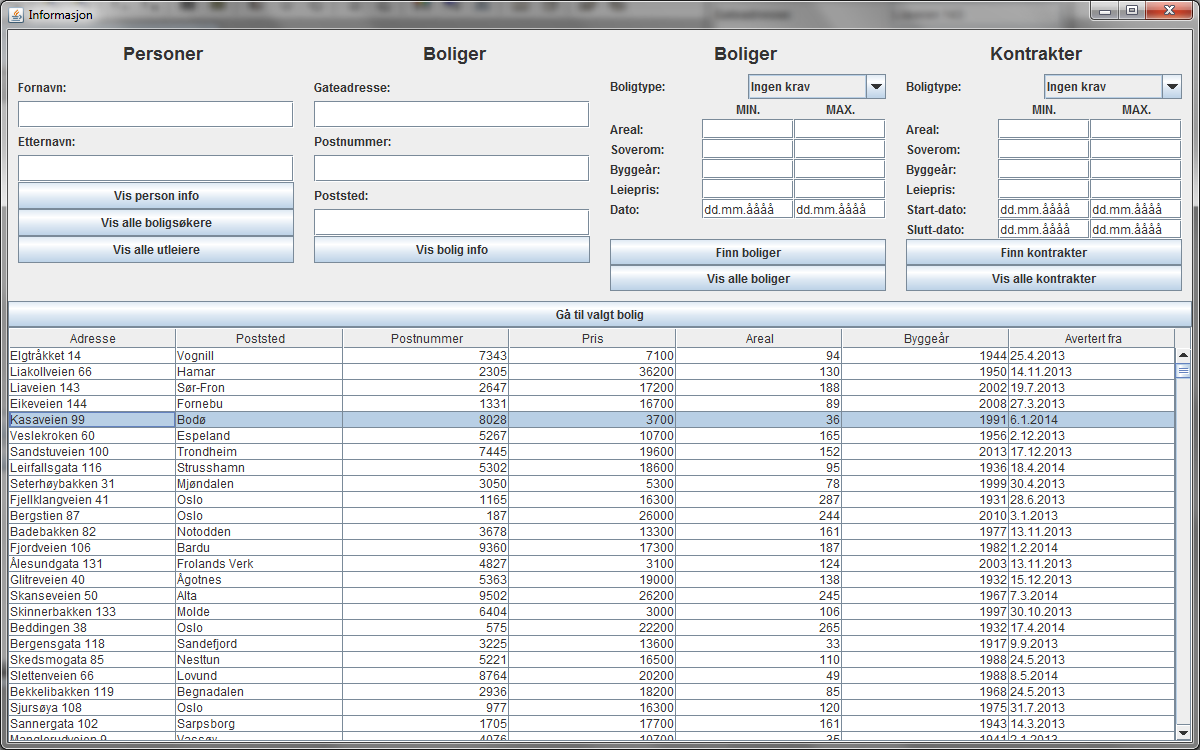 Informasjon
Personer
Fornavn:
Etternavn:
Vis person info
Vis alle boligsøkere
Vis alle utleiere
Boliger
Gateadresse:
Postnummer:
Poststed:
Vis bolig info
Boliger
Boligtype: Ingen krav
MIN. MAX.
Areal:
Soverom:
Byggeår:
Leiepris:
Dato: dd.mm.åååå dd.mm.åååå
Finn boliger
Vis alle boliger
Kontrakter
Boligtype: Ingen krav
MIN. MAX.
Areal:
Soverom:
Byggeår:
Leiepris:
Start-dato: dd.mm.åååå dd.mm.åååå
Slutt-dato: dd.mm.åååå dd.mm.åååå
Finn kontrakter
Vis alle kontrakter
Gå til valgt bolig
Adresse Poststed Postnummer Pris Areal Byggeår Avertert fra
Elgtråkket 14 Vognill 7343 7100 94 1944 25.4.2013
Liakollveien 66 Hamar 2305 36200 130 1950 14.11.2013
Liaveien 143 Sør-Fron 2647 17200 188 2002 19.7.2013
Eikeveien 144 Fornebu 1331 16700 89 2008 27.3.2013
Kasaveien 99 Bodø 8028 3700 36 1991 6.1.2014
Veslekroken 60 Espeland 5267 10700 165 1956 2.12.2013
Sandstuveien 100 Trondheim 7445 19600 152 2013 17.12.2013
Leirfallsgata 116 Strusshamn 5302 18600 95 1936 18.4.2014
Seterhøybakken 31 Mjøndalen 3050 5300 78 1999 30.4.2013
Fjellklangveien 41 Oslo 1165 16300 287 1931 28.6.2013
Bergstien 87 Oslo 187 26000 244 2010 3.1.2013
Badebakken 82 Notodden 3678 13300 161 1977 13.11.2013
Fjordveien 106 Bardu 9360 17300 187 1982 1.2.2014
Ålesundgata 131 Frolands Verk 4827 3100 124 2003 13.11.2013
Glitreveien 40 Ågotnes 5363 19000 138 1932 15.12.2013
Skanseveien 50 Alta 9502 26200 245 1967 7.3.2014
Skinnerbakken 133 Molde 6404 3000 106 1997 30.10.2013
Beddingen 38 Oslo 575 22200 265 1932 17.4.2014
Bergensgata 118 Sandefjord 3225 13600 33 1917 9.9.2013
Skedsmogata 85 Nesttun 5221 16500 110 1988 24.5.2013
Slettenveien 66 Lovund 8764 20200 49 1988 8.5.2014
Bekkelibakken 119 Begnadalen 2936 18200 85 1968 24.5.2013
Sjursøya 108 Oslo 977 16300 120 1975 31.7.2013
Sannergata 102 Sarpsborg 1705 17700 161 1943 14.3.2013
Manglerudveien 9 Vassøy 4076 10700 35 1941 2.1.2013